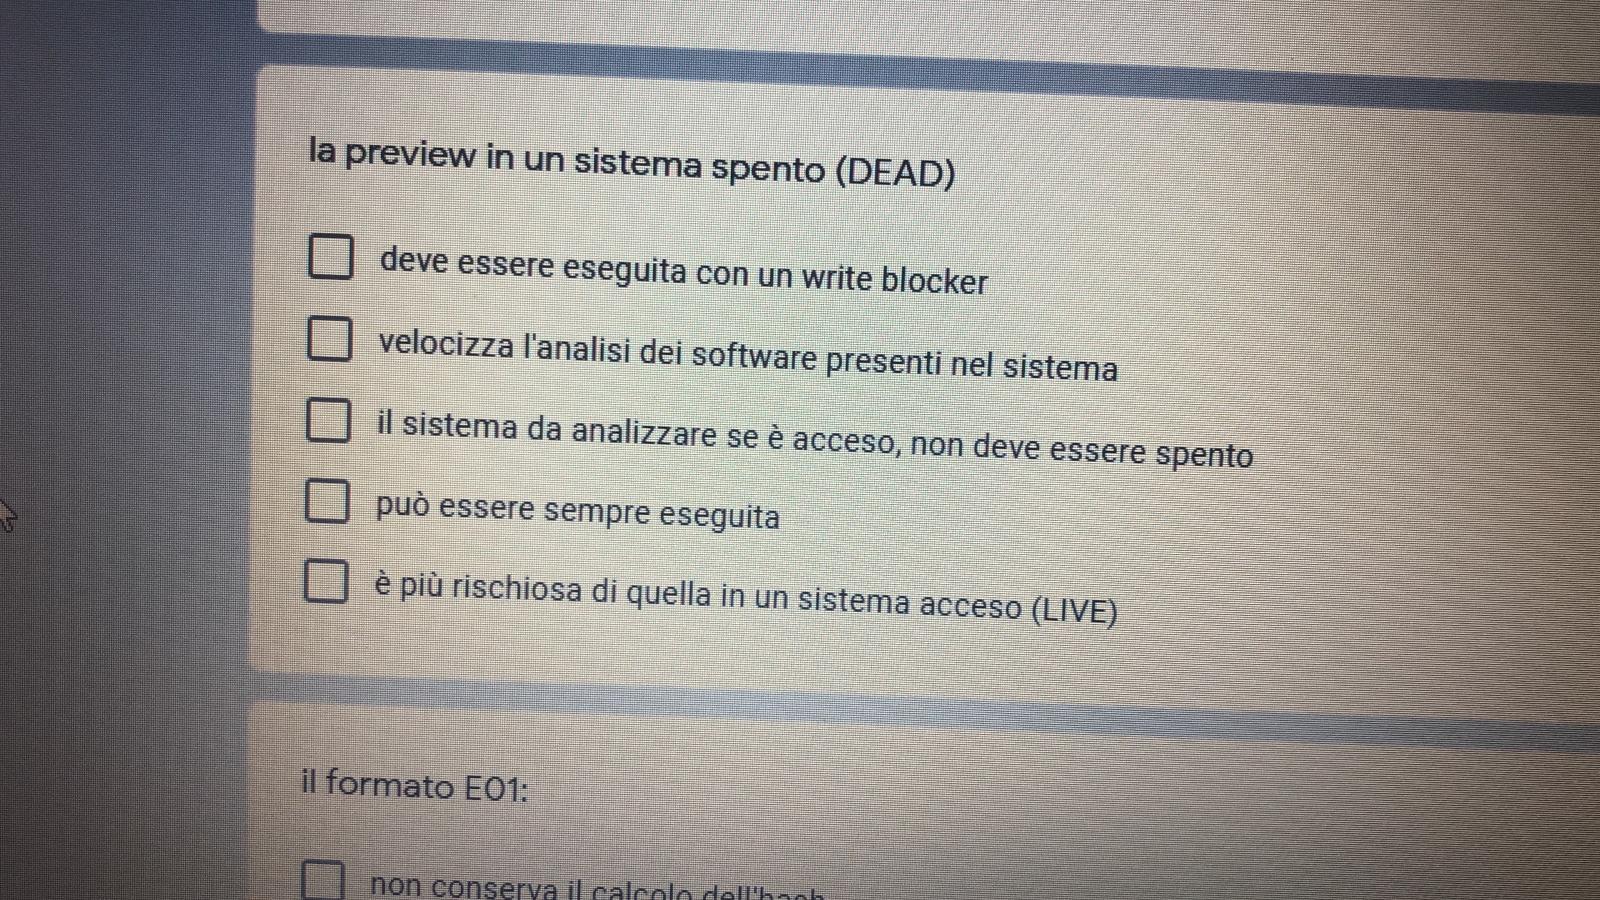 la preview in un sistema spento (DEAD)
deve essere eseguita con un write blocker
velocizza l'analisi dei software presenti nel sistema
il sistema da analizzare se è acceso, non deve essere spento
può essere sempre eseguita
è più rischiosa di quella in un sistema acceso (LIVE)
il formato E01:
non conserva il calcolo dell'hash